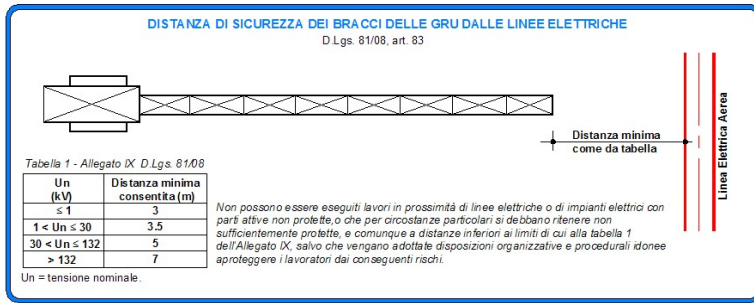 DISTANZA DI SICUREZZA DEI BRACCI DELLE GRU DALLE LINEE ELETTRICHE
D.Lgs. 81/08, art. 83
Distanza minima
come da tabella
Linea Elettrica Aerea
Tabella 1 - Allegato IX D.Lgs. 81/08
Un
(kV)
Distanza minima
consentita (m)
≤ 1
3
1 < Un ≤ 30
3.5
30 < Un ≤ 132
5
> 132
7
Un = tensione nominale.
Non possono essere eseguiti lavori in prossimità di linee elettriche o di impianti elettrici con
parti attive non protette, o che per circostanze particolari si debbano ritenere non
sufficientemente protette, e comunque a distanze inferiori ai limiti di cui alla tabella 1
dell'Allegato IX, salvo che vengano adottate disposizioni organizzative e procedurali idonee
aproteggere i lavoratori dai conseguenti rischi.